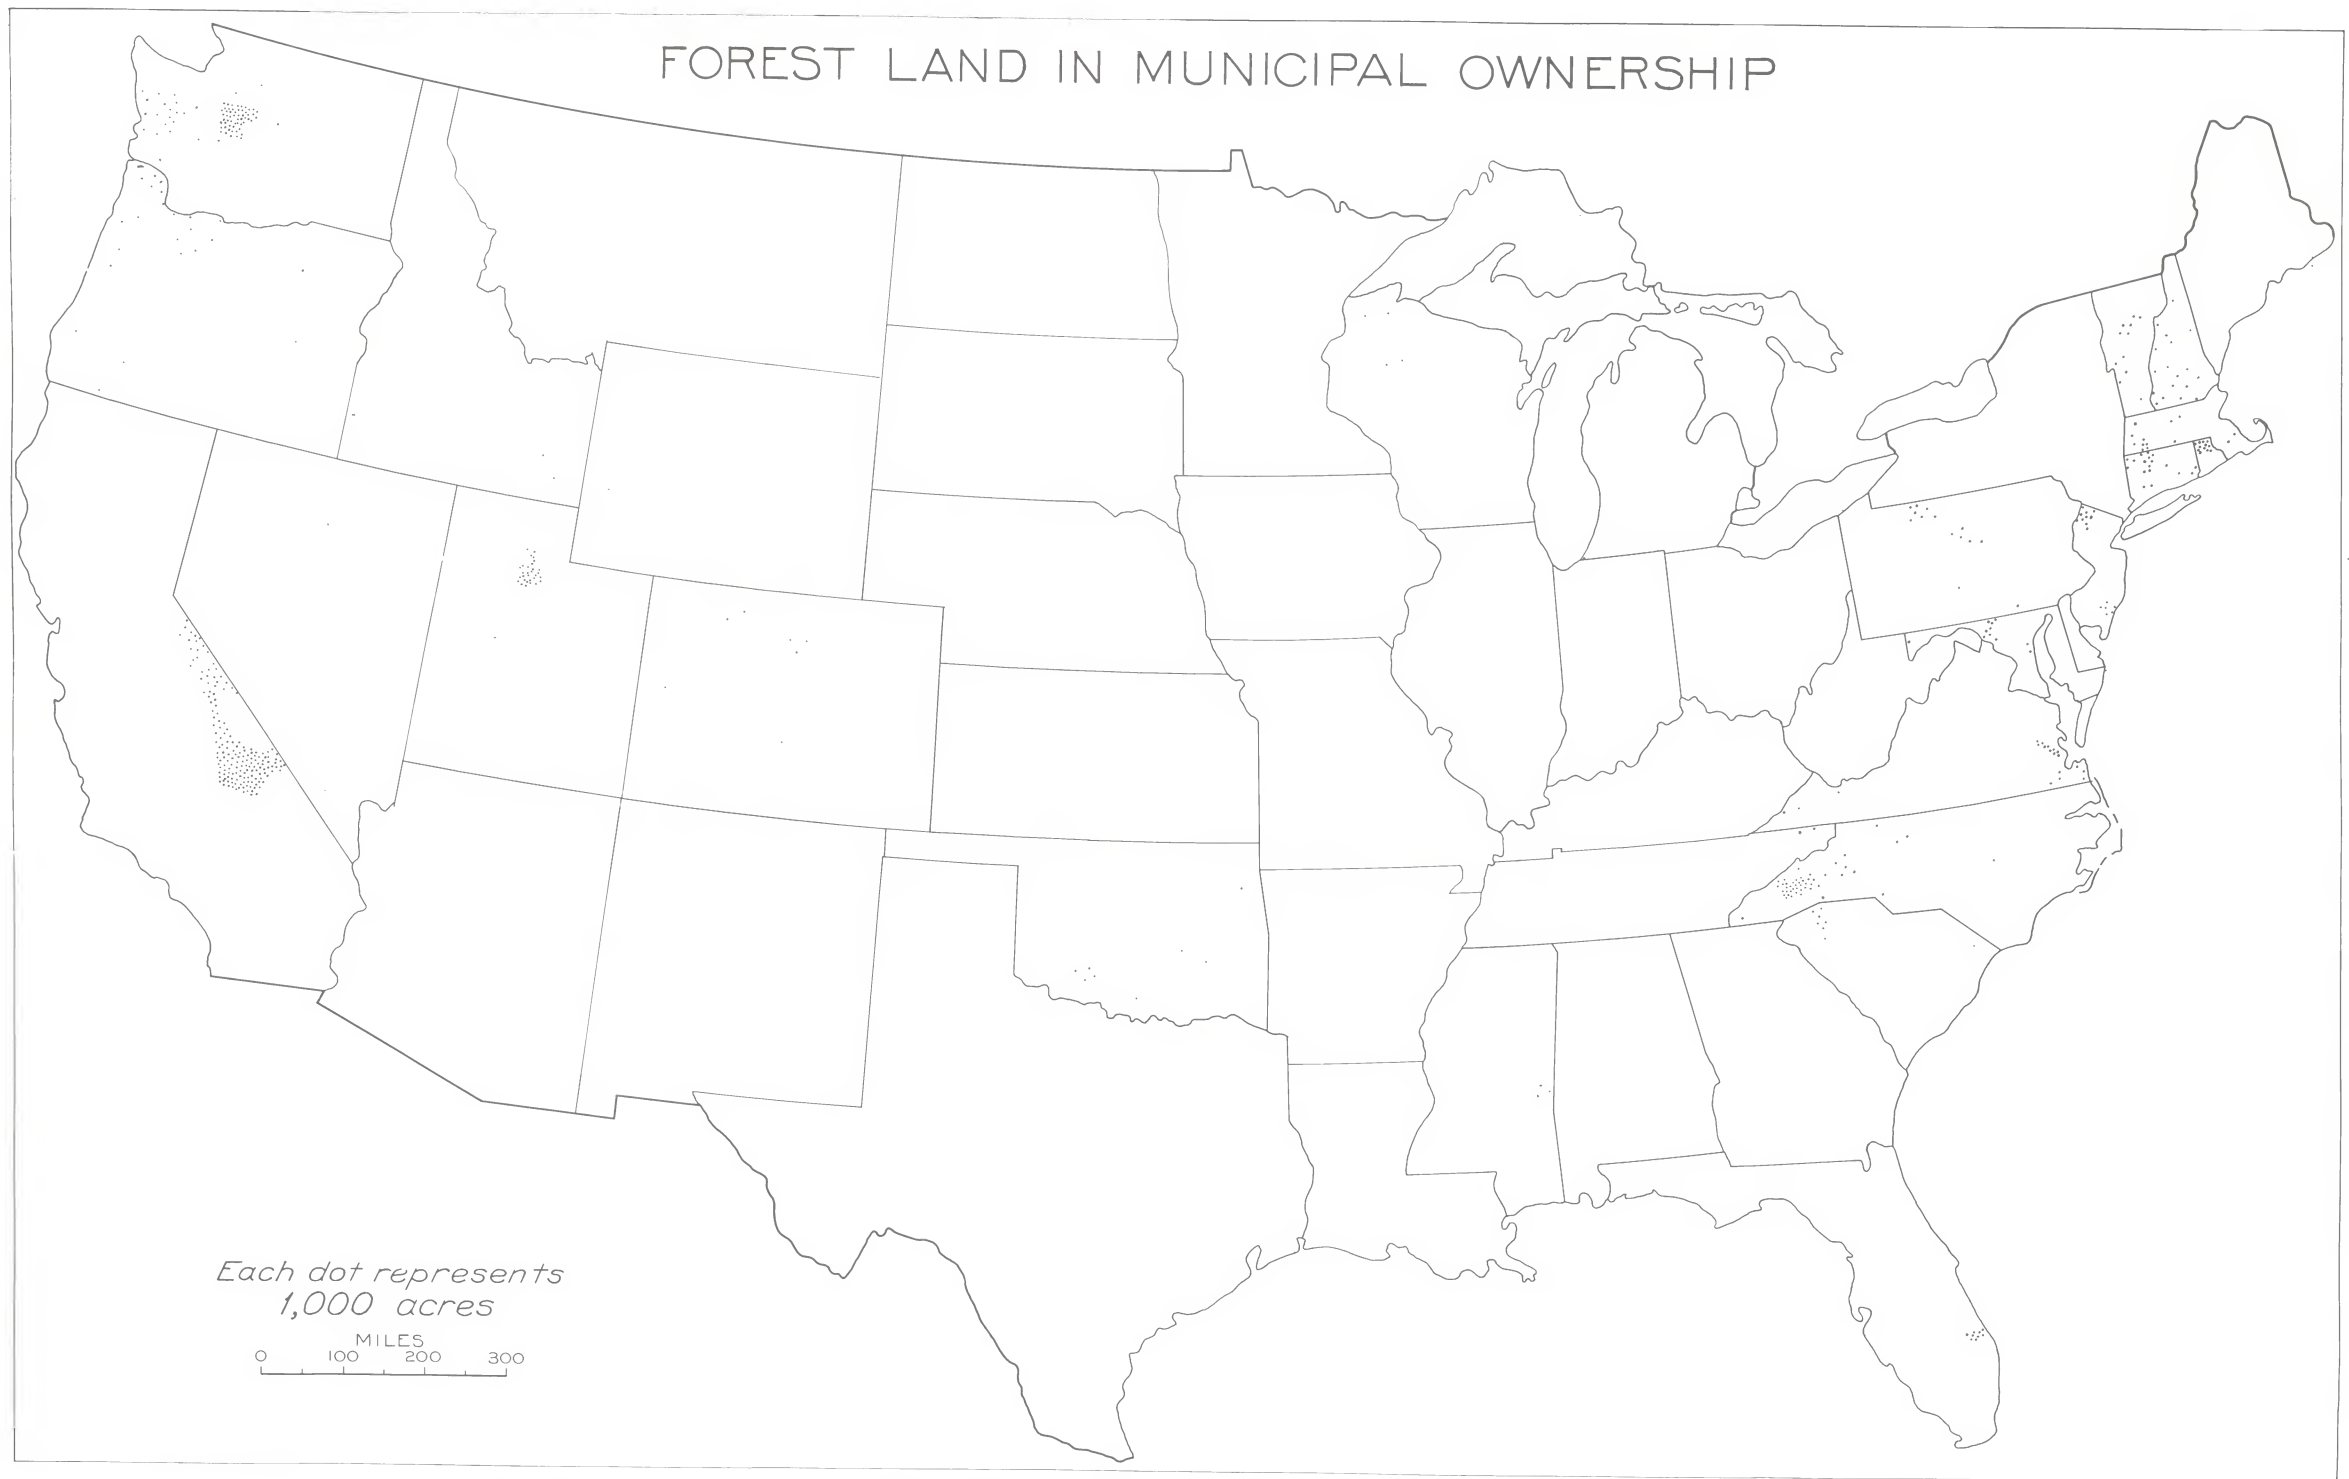 FOREST LAND IN MUNICIPAL OWNERSHIP
Each dot represents
1,000 acres
MILES
0 100 200 300